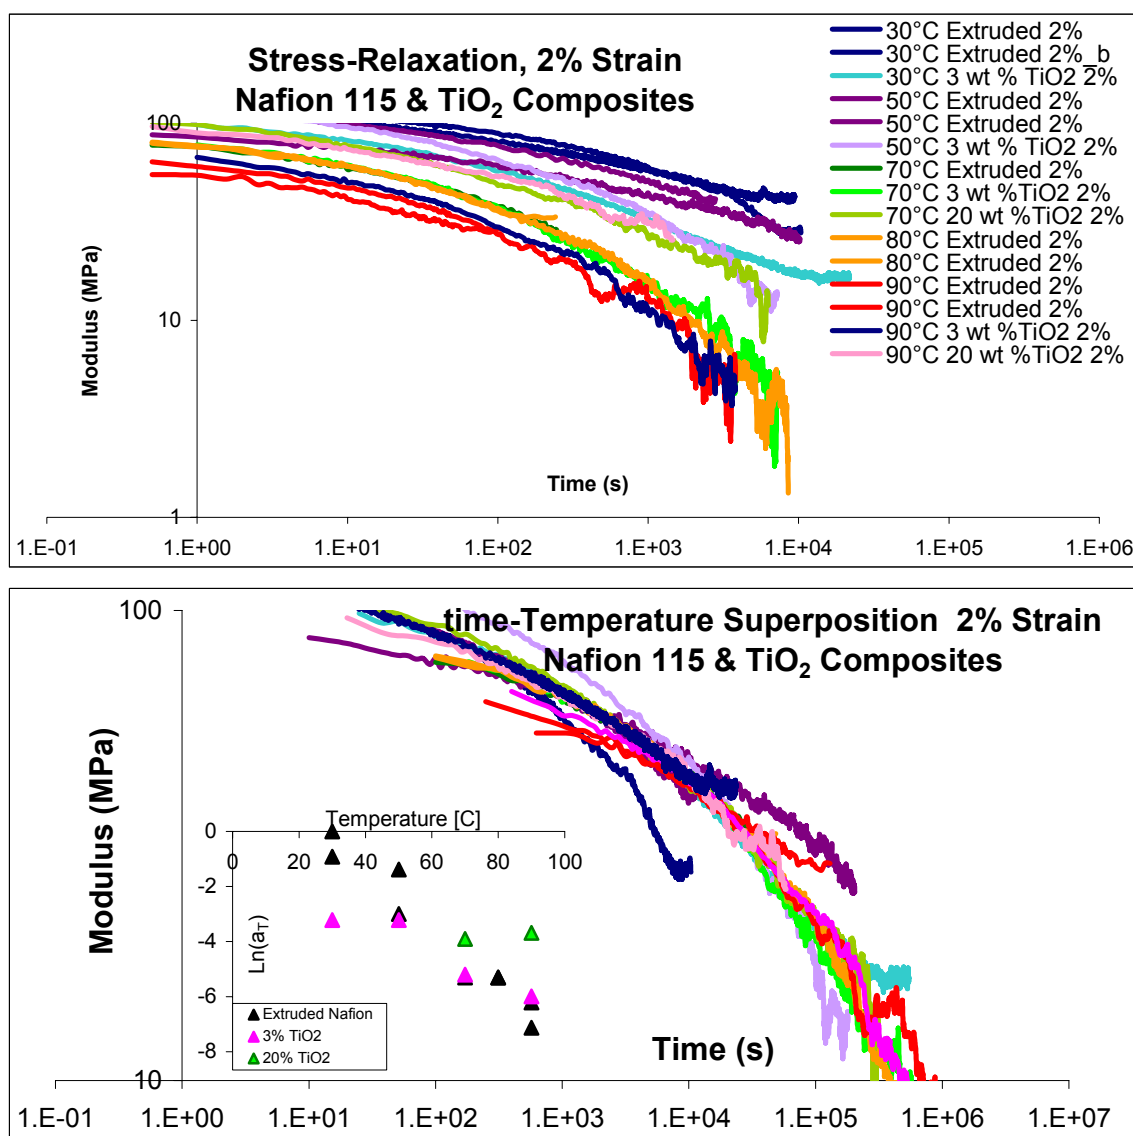 Stress-Relaxation, 2% Strain
Nafion 115 & TiO2 Composites
30°C Extruded 2%
30°C Extruded 2%_b
30°C 3 wt % TiO2 2%
50°C Extruded 2%
50°C Extruded 2%
50°C 3 wt % TiO2 2%
70°C Extruded 2%
70°C 3 wt %TiO2 2%
70°C 20 wt %TiO2 2%
80°C Extruded 2%
80°C Extruded 2%
90°C Extruded 2%
90°C Extruded 2%
90°C 3 wt %TiO2 2%
90°C 20 wt %TiO2 2%
100
10
1
Modulus (MPa)
Time (s)
1.E-01 1.E+00 1.E+01 1.E+02 1.E+03 1.E+04 1.E+05 1.E+06
time-Temperature Superposition 2% Strain
Nafion 115 & TiO2 Composites
100
10
Modulus (MPa)
Temperature [C]
0 20 40 60 80 100
0
-2
-4
-6
-8
Ln(aT)
Extruded Nafion
3% TiO2
20% TiO2
Time (s)
1.E-01 1.E+00 1.E+01 1.E+02 1.E+03 1.E+04 1.E+05 1.E+06 1.E+07